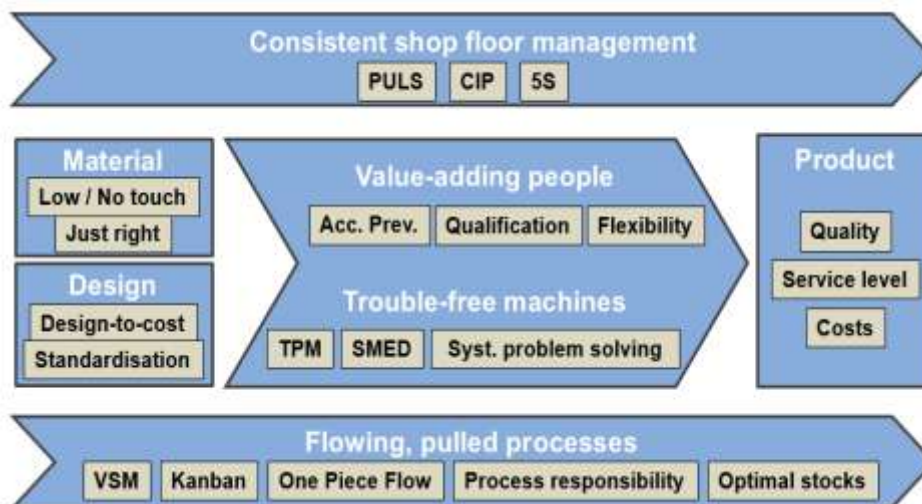 Consistent shop floor management
PULS CIP 5S
Material
Low / No touch
Just right
Design
Design-to-cost
Standardisation
Value-adding people
Acc. Prev. Qualification Flexibility
Trouble-free machines
TPM SMED Syst. problem solving
Product
Quality
Service level
Costs
Flowing, pulled processes
VSM Kanban One Piece Flow Process responsibility Optimal stocks